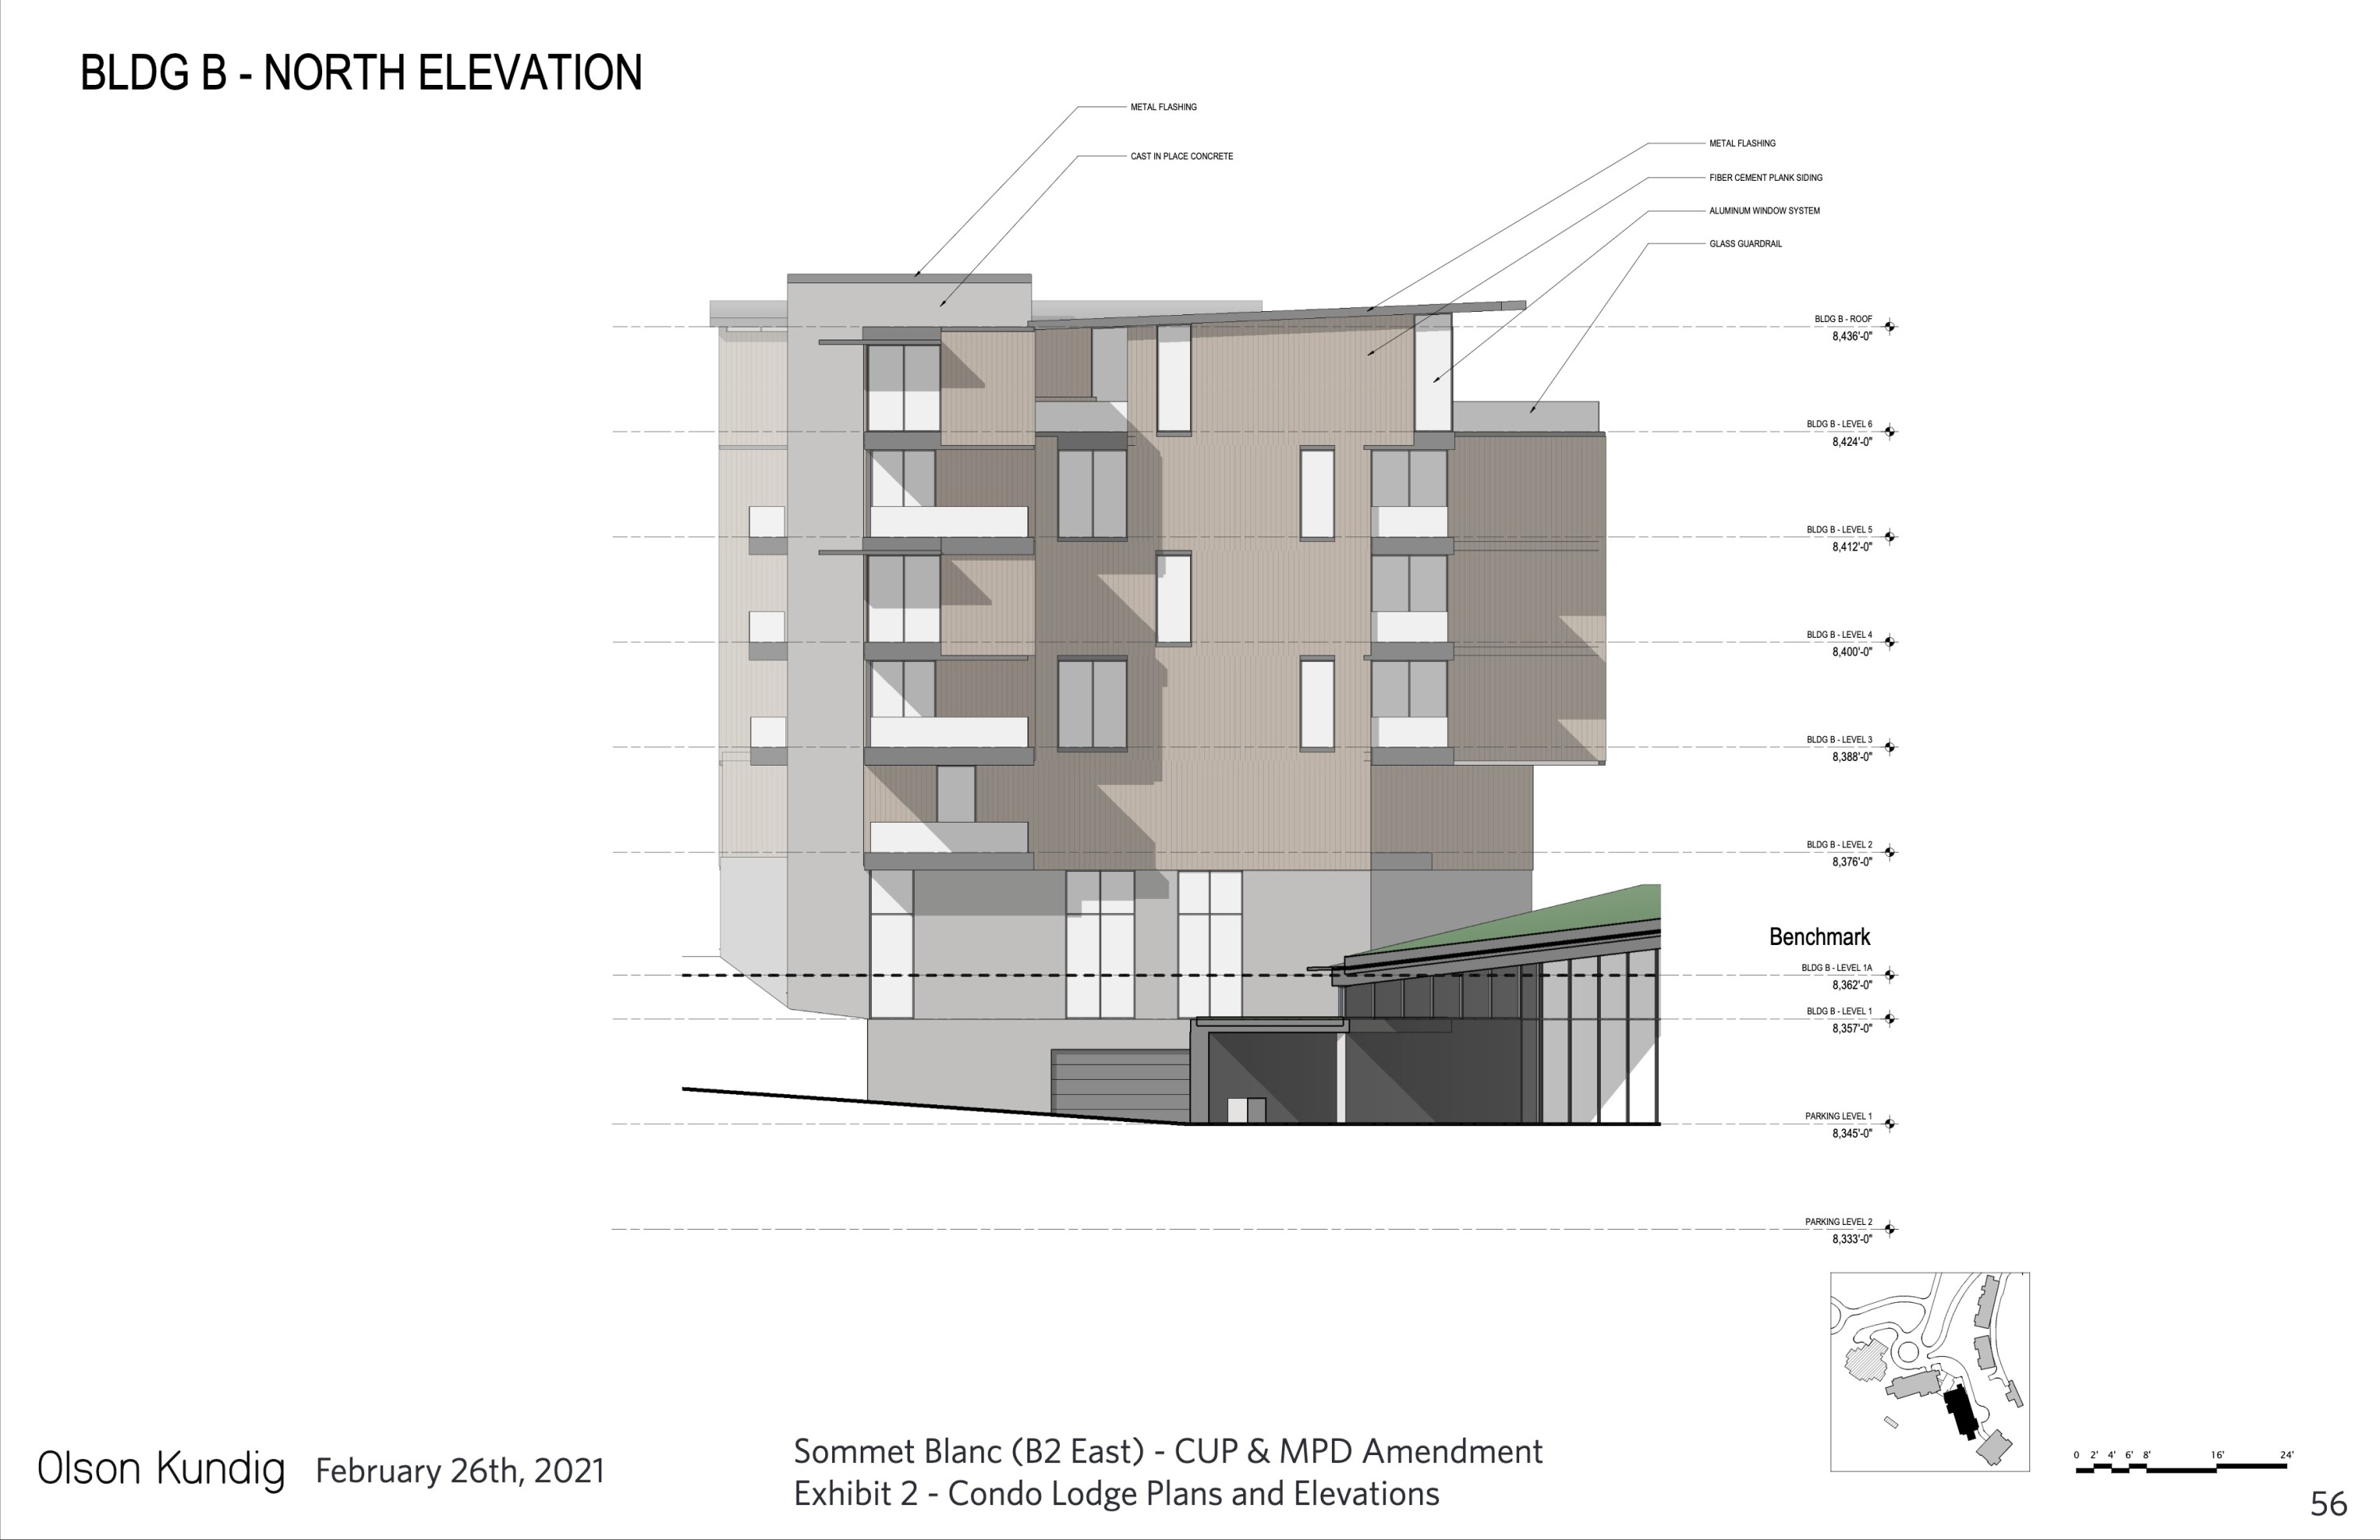 BLDG B - NORTH ELEVATION
METAL FLASHING
CAST IN PLACE CONCRETE
METAL FLASHING
FIBER CEMENT PLANK SIDING
ALUMINUM WINDOW SYSTEM
GLASS GUARDRAIL
BLDG B - ROOF
8,436'-0"
BLDG B - LEVEL 6
8,424'-0"
BLDG B - LEVEL 5
8,412'-0"
BLDG B - LEVEL 4
8,400'-0"
BLDG B - LEVEL 3
8,388'-0"
BLDG B - LEVEL 2
8,376'-0"
Benchmark
BLDG B - LEVEL 1A
8,362'-0"
BLDG B - LEVEL 1
8,357'-0"
PARKING LEVEL 1
8,345'-0"
PARKING LEVEL 2
8,333'-0"
0 2' 4' 6' 8' 16' 24'
Olson Kundig February 26th, 2021
Sommet Blanc (B2 East) - CUP & MPD Amendment
Exhibit 2 - Condo Lodge Plans and Elevations
56